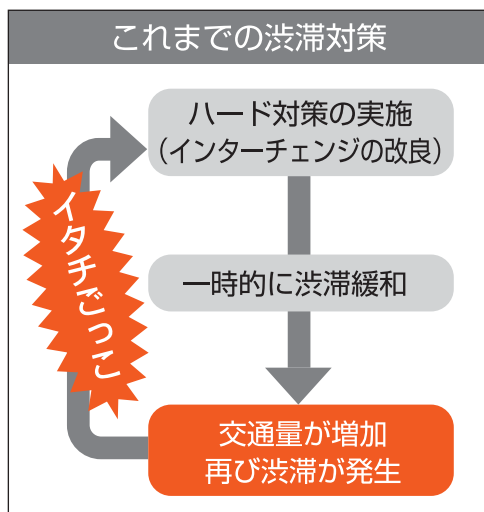 これまでの渋滞対策
ハード対策の実施
（インターチェンジの改良）
イタチごっこ
一時的に渋滞緩和
交通量が増加
再び渋滞が発生